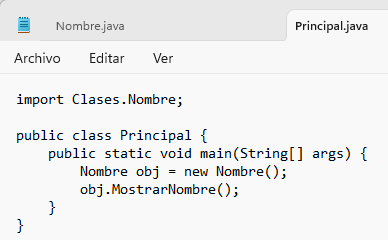 Nombre.java
Principal.java
Archivo Editar Ver
import Clases.Nombre;
public class Principal {
    public static void main(String[] args) {
        Nombre obj = new Nombre();
        obj.MostrarNombre();
    }
}